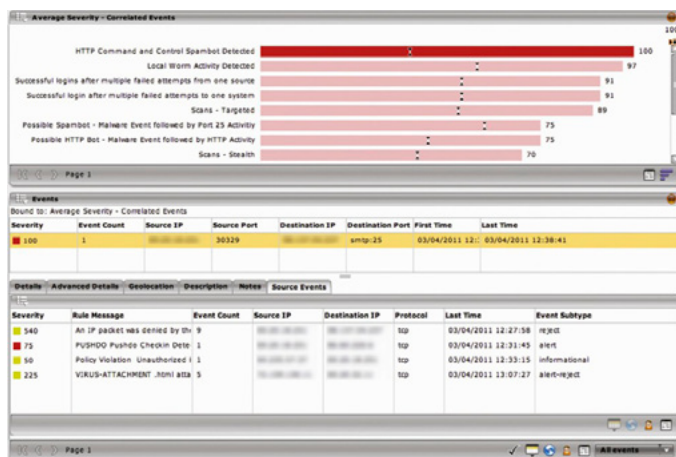 Average Severity - Correlated Events
100
HTTP Command and Control Spambot Detected 100
Local Worm Activity Detected 97
Successful logins after multiple failed attempts from one source 91
Successful login after multiple failed attempts to one system 91
Scans - Targeted 89
Possible Spambot - Malware Event followed by Port 25 Activitiy 75
Possible HTTP Bot - Malware Event followed by HTTP Activity 75
Scans - Stealth 70
Page 1
Events
Bound to: Average Severity - Correlated Events
Severity Event Count Source IP Source Port Destination IP Destination Port First Time Last Time
100 1 30329 smtp:25 03/04/2011 12: 03/04/2011 12:38:41
Details Advanced Details Geolocation Description Notes Source Events
Severity Rule Message Event Count Source IP Destination IP Protocol Last Time Event Subtype
540 An IP packet was denied by the 9 tcp 03/04/2011 12:27:58 reject
75 PUSHDO Pushdo Checkin Dete 1 tcp 03/04/2011 12:31:45 alert
50 Policy Violation Unauthorized I 1 tcp 03/04/2011 12:33:15 informational
225 VIRUS-ATTACHMENT .html atta 5 tcp 03/04/2011 13:07:27 alert-reject
Page 1 All events